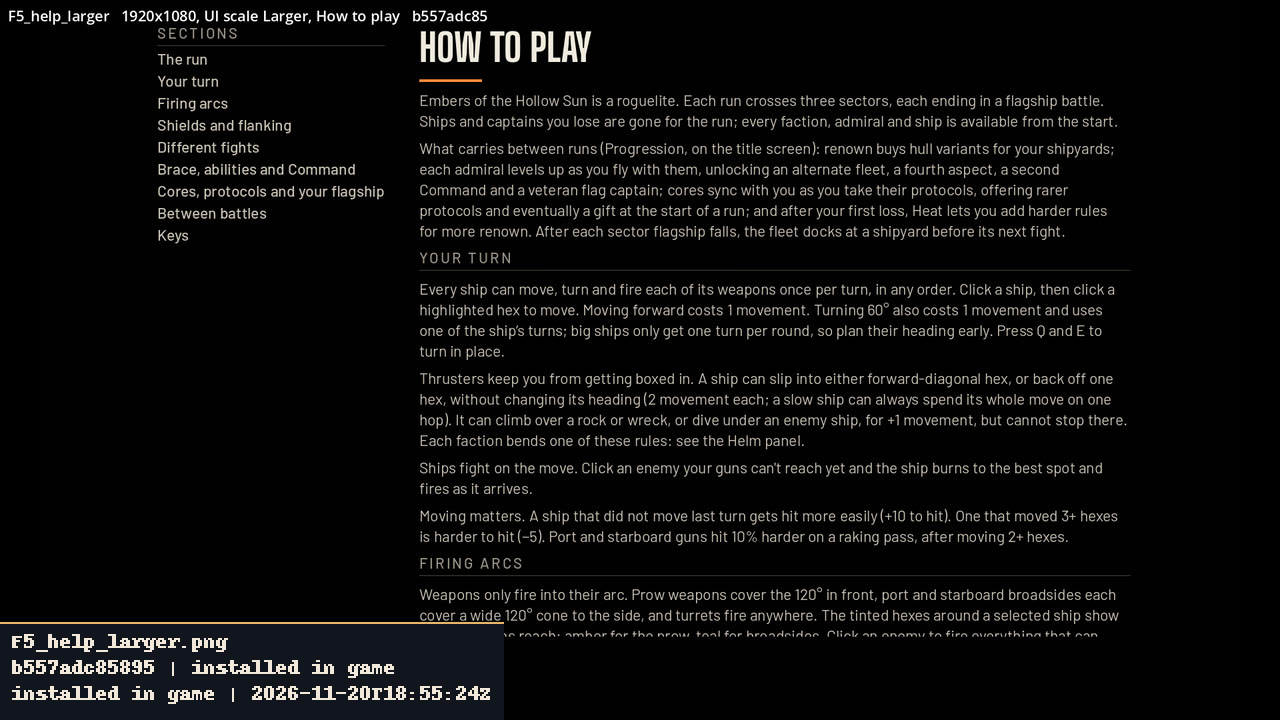 F5_help_larger 1920x1080, UI scale Larger, How to play b557adc85
SECTIONS
The run
Your turn
Firing arcs
Shields and flanking
Different fights
Brace, abilities and Command
Cores, protocols and your flagship
Between battles
Keys
HOW TO PLAY
Embers of the Hollow Sun is a roguelite. Each run crosses three sectors, each ending in a flagship battle.
Ships and captains you lose are gone for the run; every faction, admiral and ship is available from the start.
What carries between runs (Progression, on the title screen): renown buys hull variants for your shipyards;
each admiral levels up as you fly with them, unlocking an alternate fleet, a fourth aspect, a second
Command and a veteran flag captain; cores sync with you as you take their protocols, offering rarer
protocols and eventually a gift at the start of a run; and after your first loss, Heat lets you add harder rules
for more renown. After each sector flagship falls, the fleet docks at a shipyard before its next fight.
YOUR TURN
Every ship can move, turn and fire each of its weapons once per turn, in any order. Click a ship, then click a
highlighted hex to move. Moving forward costs 1 movement. Turning 60° also costs 1 movement and uses
one of the ship's turns; big ships only get one turn per round, so plan their heading early. Press Q and E to
turn in place.
Thrusters keep you from getting boxed in. A ship can slip into either forward-diagonal hex, or back off one
hex, without changing its heading (2 movement each; a slow ship can always spend its whole move on one
hop). It can climb over a rock or wreck, or dive under an enemy ship, for +1 movement, but cannot stop there.
Each faction bends one of these rules: see the Helm panel.
Ships fight on the move. Click an enemy your guns can't reach yet and the ship burns to the best spot and
fires as it arrives.
Moving matters. A ship that did not move last turn gets hit more easily (+10 to hit). One that moved 3+ hexes
is harder to hit (−5). Port and starboard guns hit 10% harder on a raking pass, after moving 2+ hexes.
FIRING ARCS
Weapons only fire into their arc. Prow weapons cover the 120° in front, port and starboard broadsides each
cover a wide 120° cone to the side, and turrets fire anywhere. The tinted hexes around a selected ship show
reach: amber for the prow, teal for broadsides. Click an enemy to fire everything that can
F5_help_larger.png
b557adc85895 | installed in game
installed in game | 2026-11-20T18:55:24Z